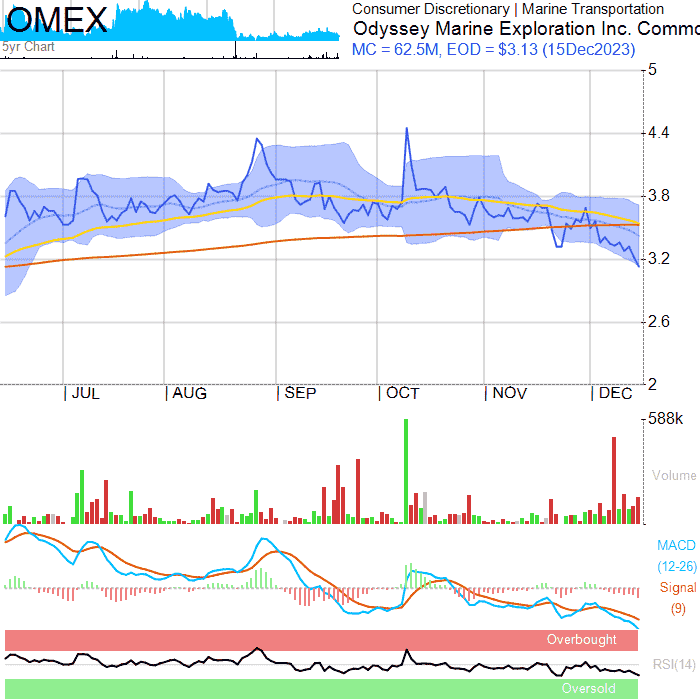 OMEX
5yr Chart
Consumer Discretionary | Marine Transportation
Odyssey Marine Exploration Inc. Commo
MC = 62.5M, EOD = $3.13 (15Dec2023)
5
4.4
3.8
3.2
2.6
2
| JUL | AUG | SEP | OCT | NOV | DEC
588k
Volume
MACD
(12-26)
Signal
(9)
Overbought
RSI(14)
Oversold